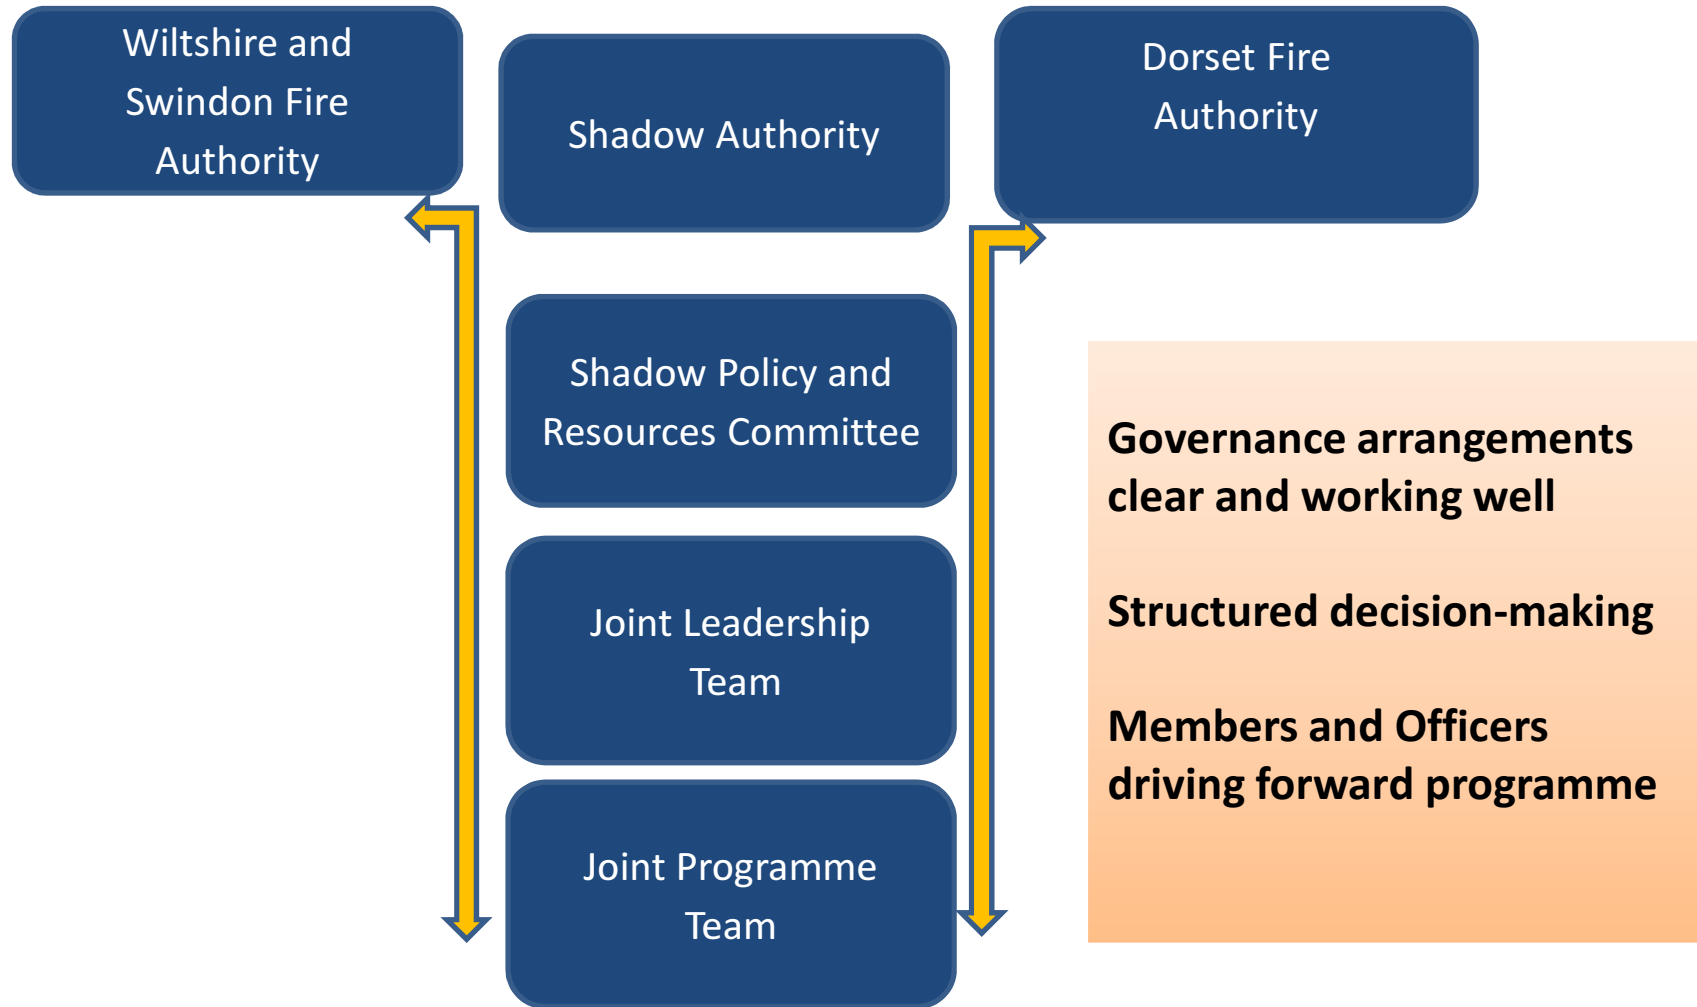 Wiltshire and
Swindon Fire
Authority
Shadow Authority
Dorset Fire
Authority
Shadow Policy and
Resources Committee
Joint Leadership
Team
Joint Programme
Team
Governance arrangements
clear and working well
Structured decision-making
Members and Officers
driving forward programme